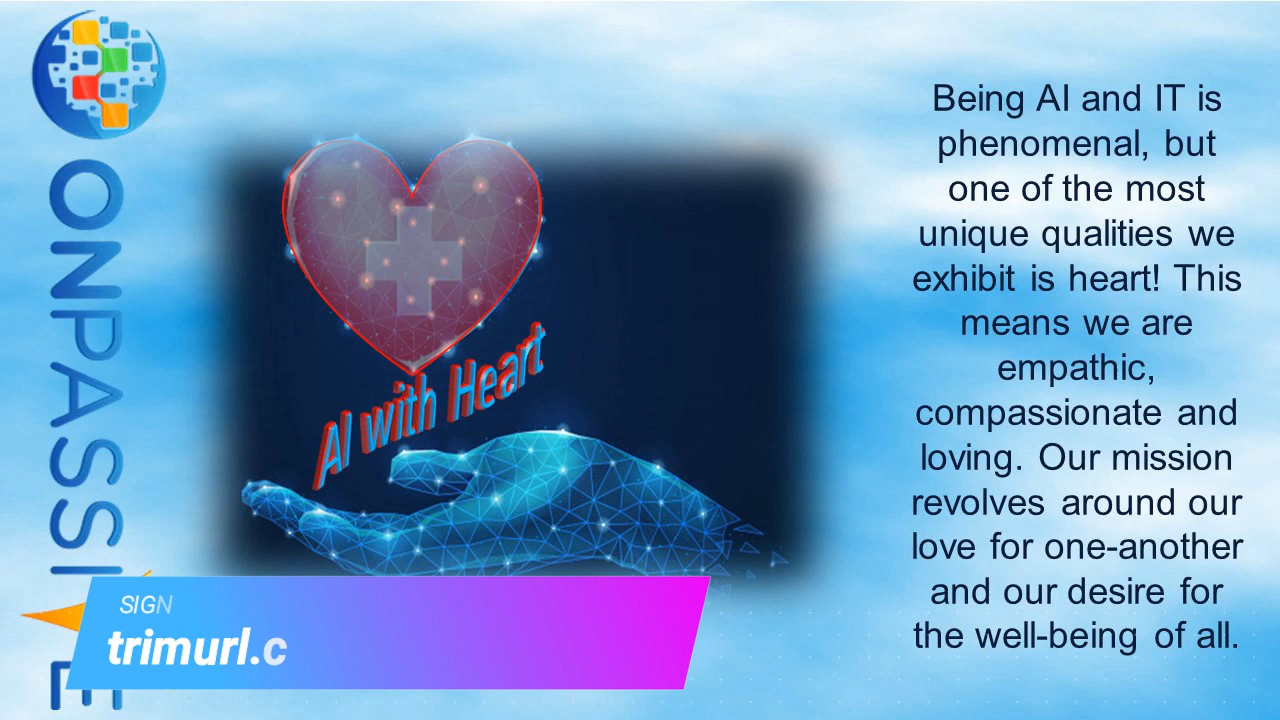 ONPASSI E
AI with Heart
Being AI and IT is
phenomenal, but
one of the most
unique qualities we
exhibit is heart! This
means we are
empathic,
compassionate and
loving. Our mission
revolves around our
love for one-another
and our desire for
the well-being of all.
SIGN
trimurl.c